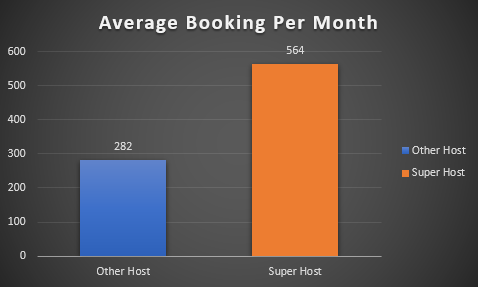 Average Booking Per Month
600
500
400
300
200
100
0
282
564
Other Host
Super Host
Other Host
Super Host